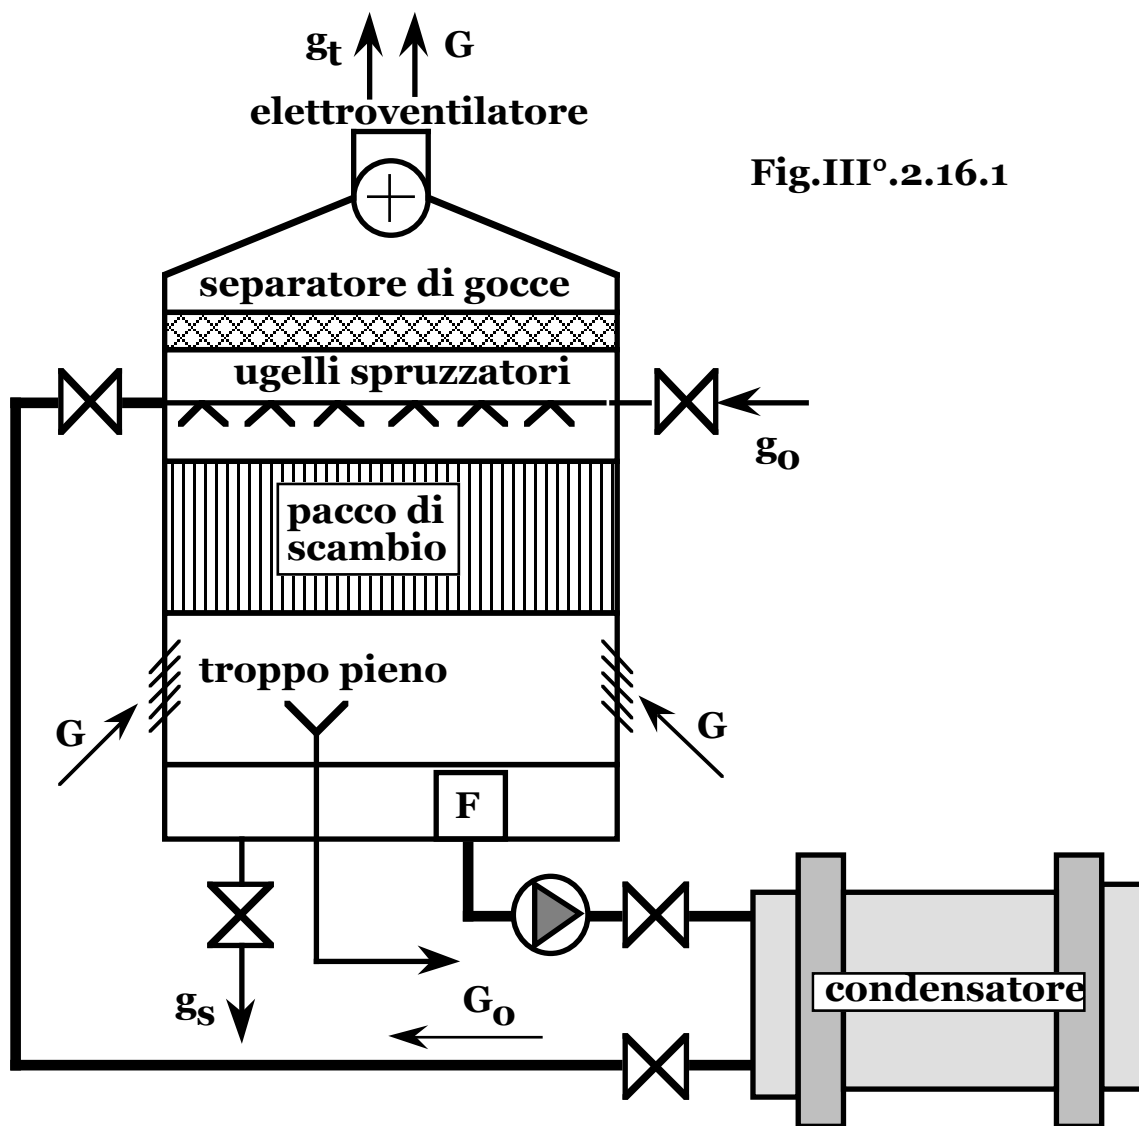 gt G
elettroventilatore
Fig.III°.2.16.1
separatore di gocce
ugelli spruzzatori
go
pacco di
scambio
troppo pieno
G
G
F
condensatore
gs
Go